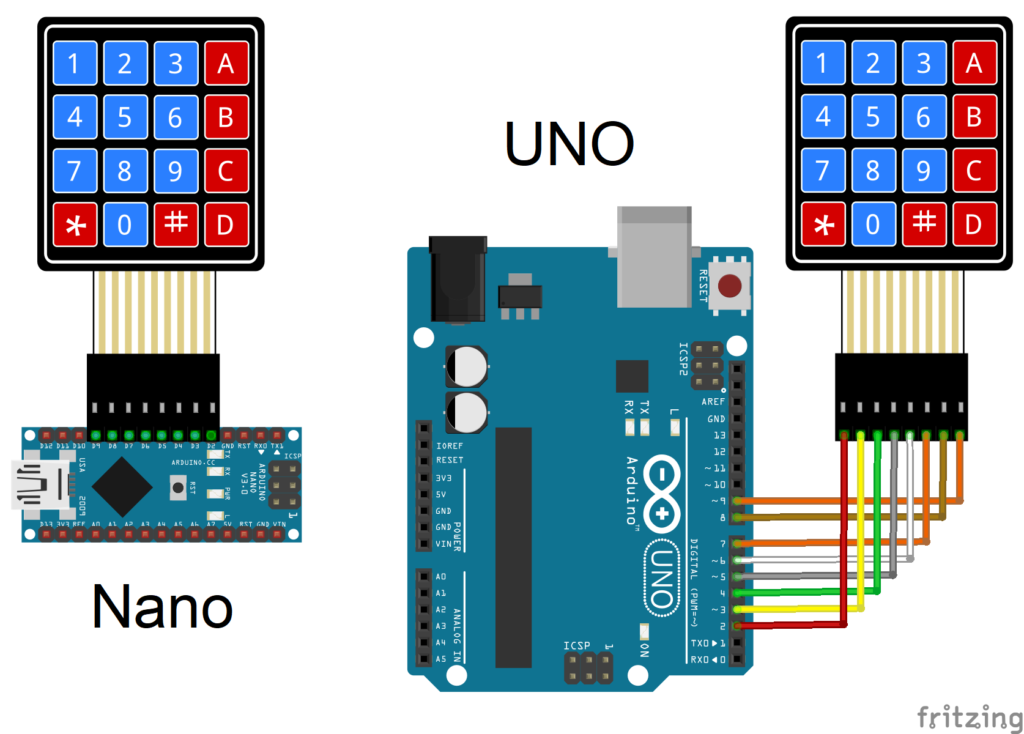 1 2 3 A
4 5 6 B
7 8 9 C
* 0 # D
D12 D11 D10 D9 D8 D7 D6 D5 D4 D3 D2 GND RST RX0 TX1
USA
2009
ARDUINO.CC
RST
TX
RX
PWR
L
ARDUINO
NANO
V3.0
ICSP
1
D13 3V3 REF A0 A1 A2 A3 A4 A5 A6 A7 5V RST GND VIN
Nano
UNO
RESET
ICSP2
IOREF
RESET
3V3
5V
GND
GND
VIN
POWER
A0
A1
A2
A3
A4
A5
ANALOG IN
RX
TX
L
Arduino™
UNO
ON
ICSP
1
AREF
GND
13
12
~11
~10
~9
8
7
~6
~5
4
~3
2
TX0▶1
RX0◀0
DIGITAL (PWM=~)
1 2 3 A
4 5 6 B
7 8 9 C
* 0 # D
fritzing